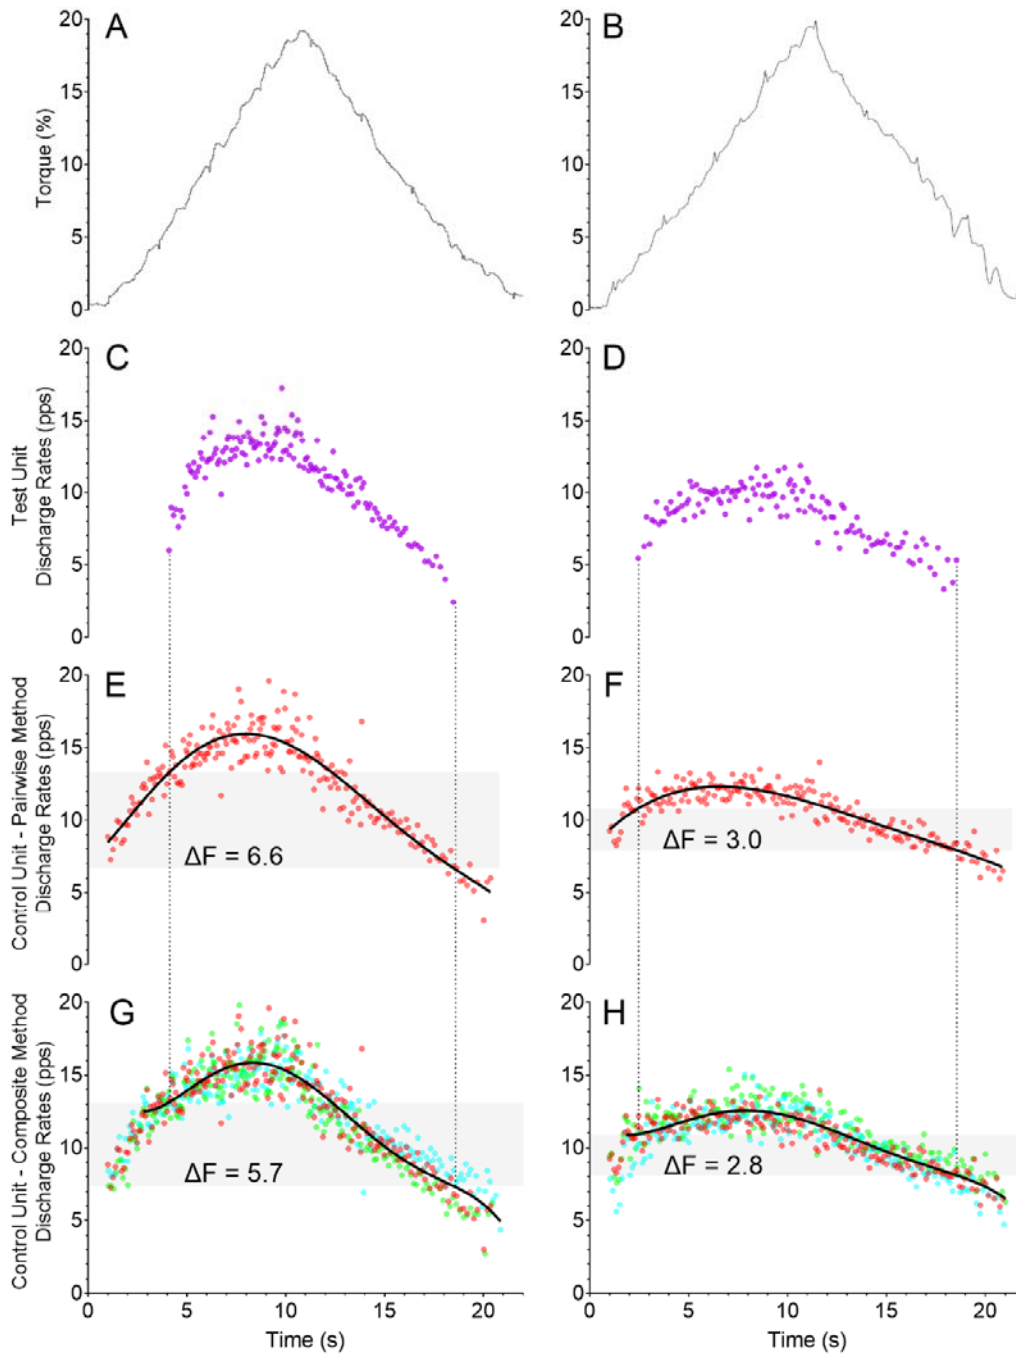 A
B
Torque (%)
20
15
10
5
0
20
15
10
5
0
C
D
Test Unit
Discharge Rates (pps)
20
15
10
5
0
20
15
10
5
0
E
F
Control Unit - Pairwise Method
Discharge Rates (pps)
20
15
10
5
0
ΔF = 6.6
20
15
10
5
0
ΔF = 3.0
G
H
Control Unit - Composite Method
Discharge Rates (pps)
20
15
10
5
0
ΔF = 5.7
20
15
10
5
0
ΔF = 2.8
0 5 10 15 20
0 5 10 15 20
Time (s)
Time (s)